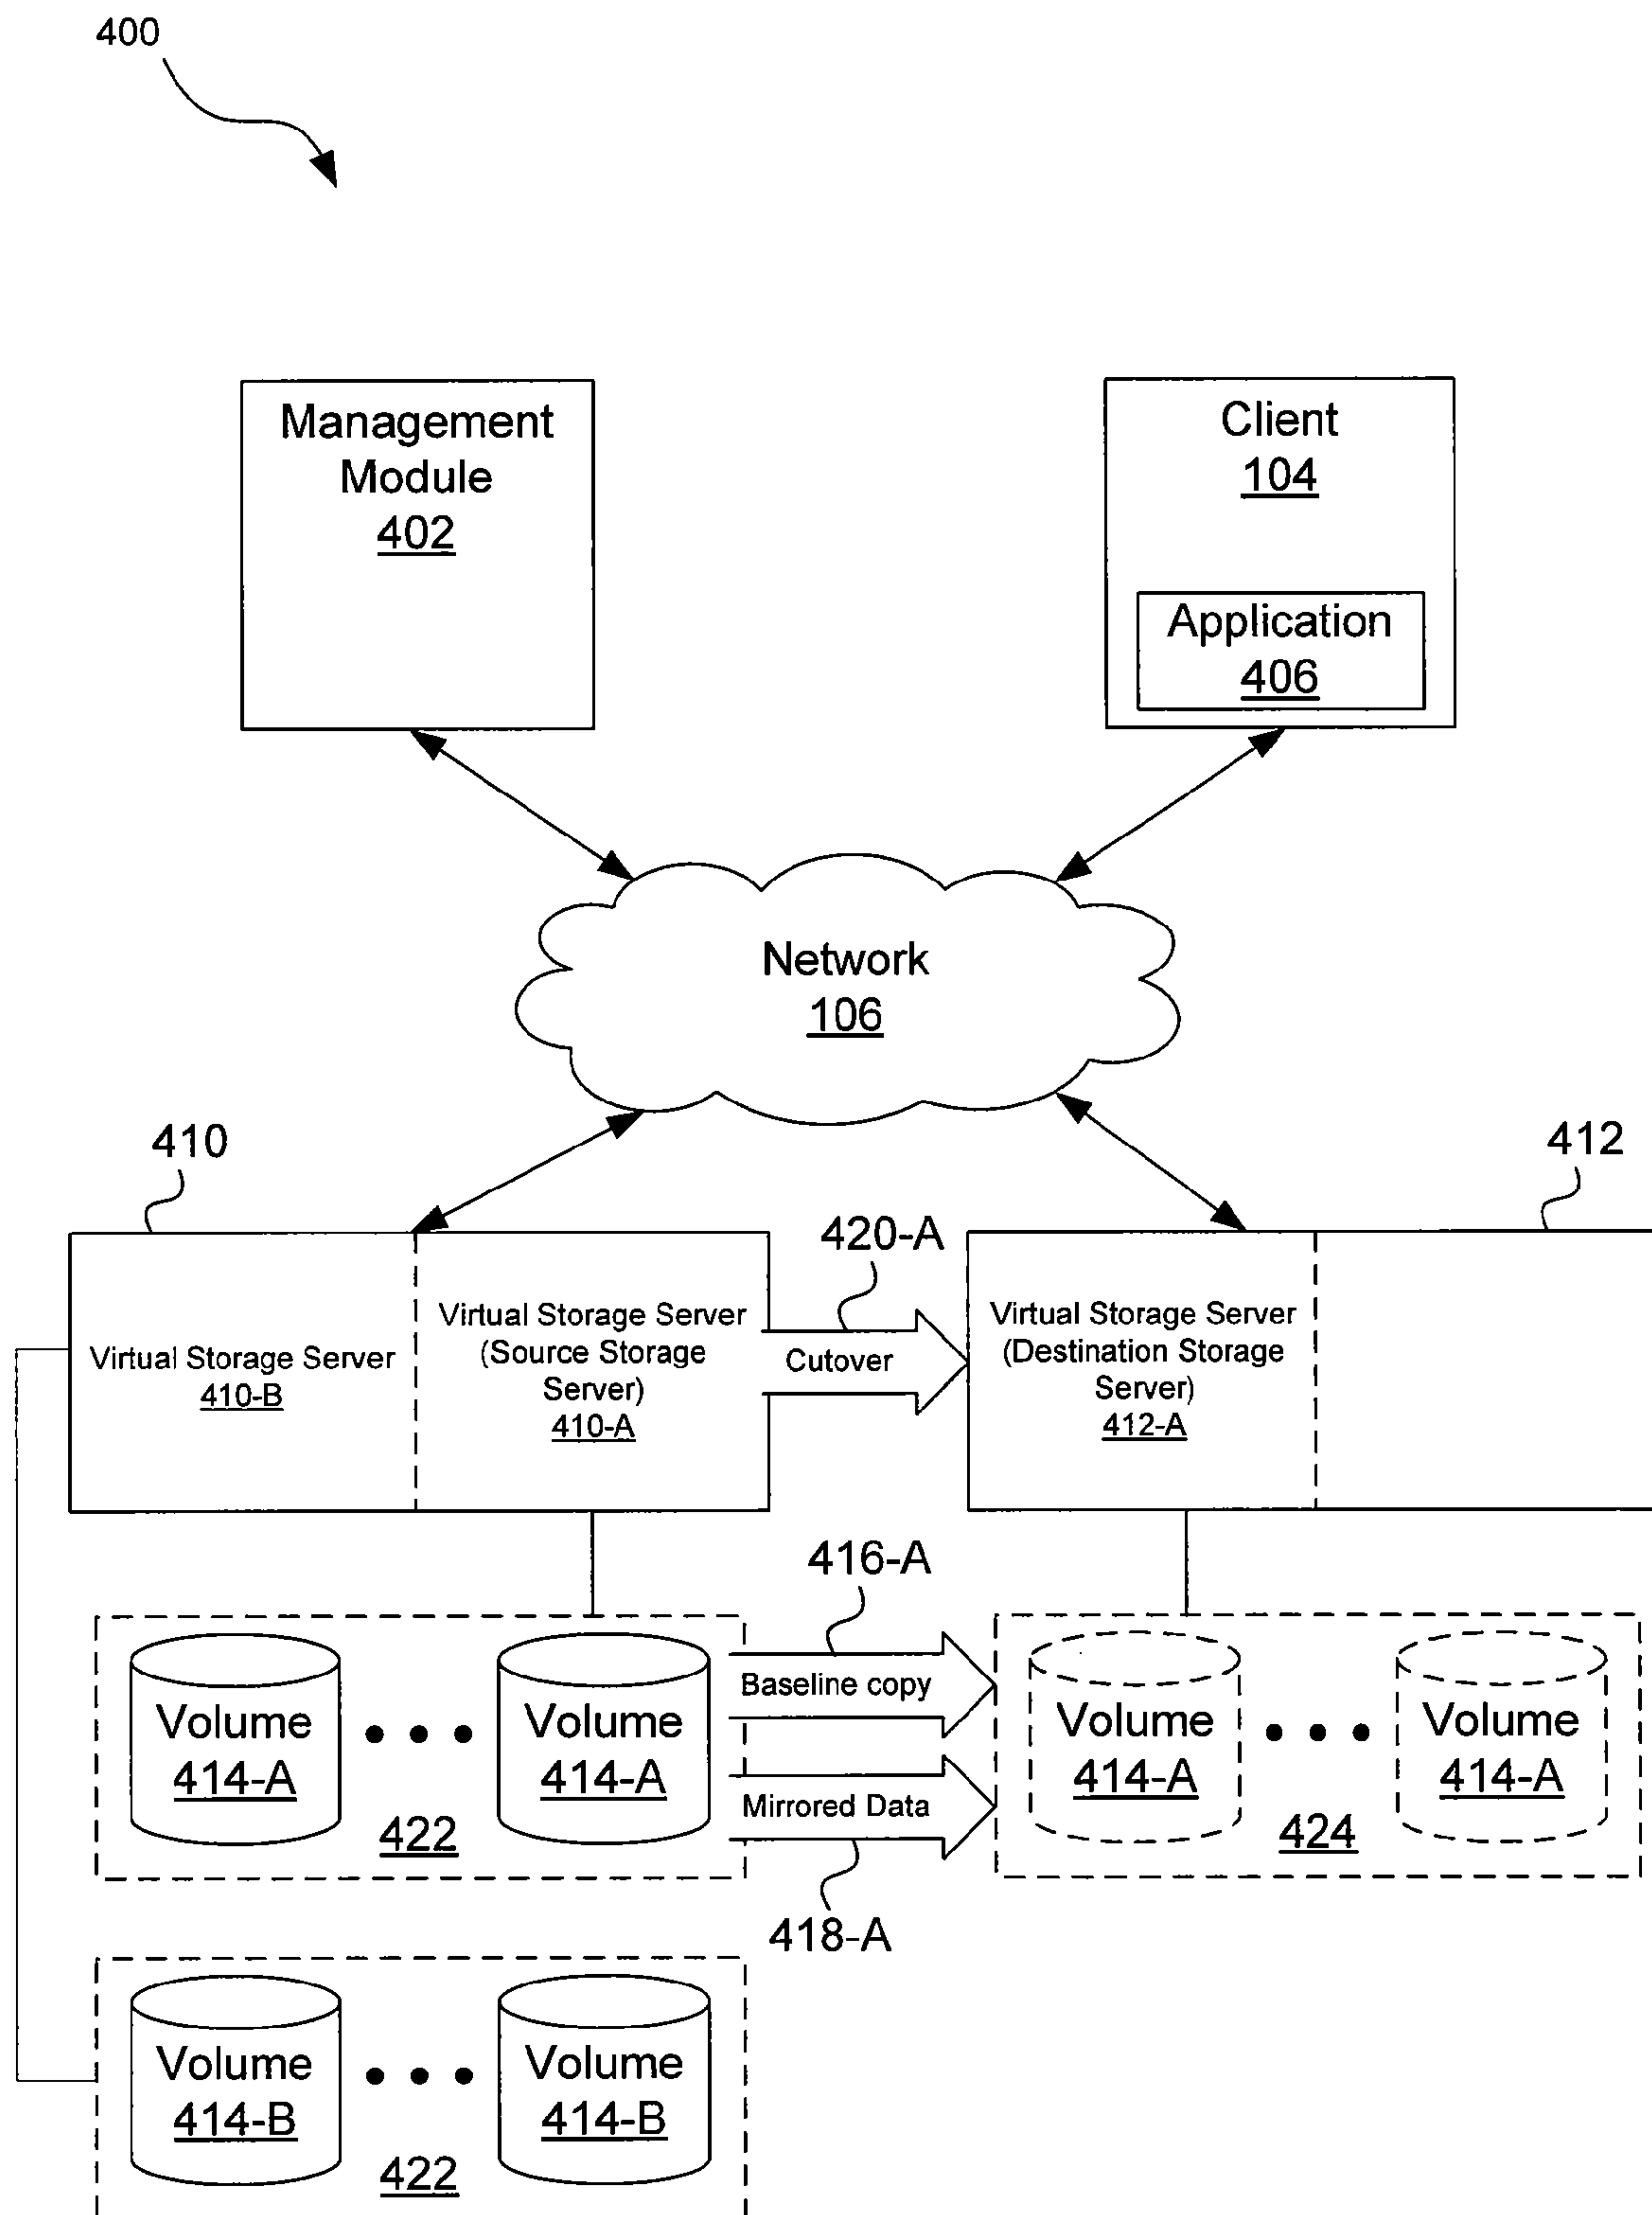 400
Management
Module
402
Client
104
Application
406
Network
106
410
412
420-A
Virtual Storage Server
410-B
Virtual Storage Server
(Source Storage
Server)
410-A
Cutover
Virtual Storage Server
(Destination Storage
Server)
412-A
416-A
Volume
414-A
Volume
414-A
422
Baseline copy
Mirrored Data
Volume
414-A
Volume
414-A
424
418-A
Volume
414-B
Volume
414-B
422